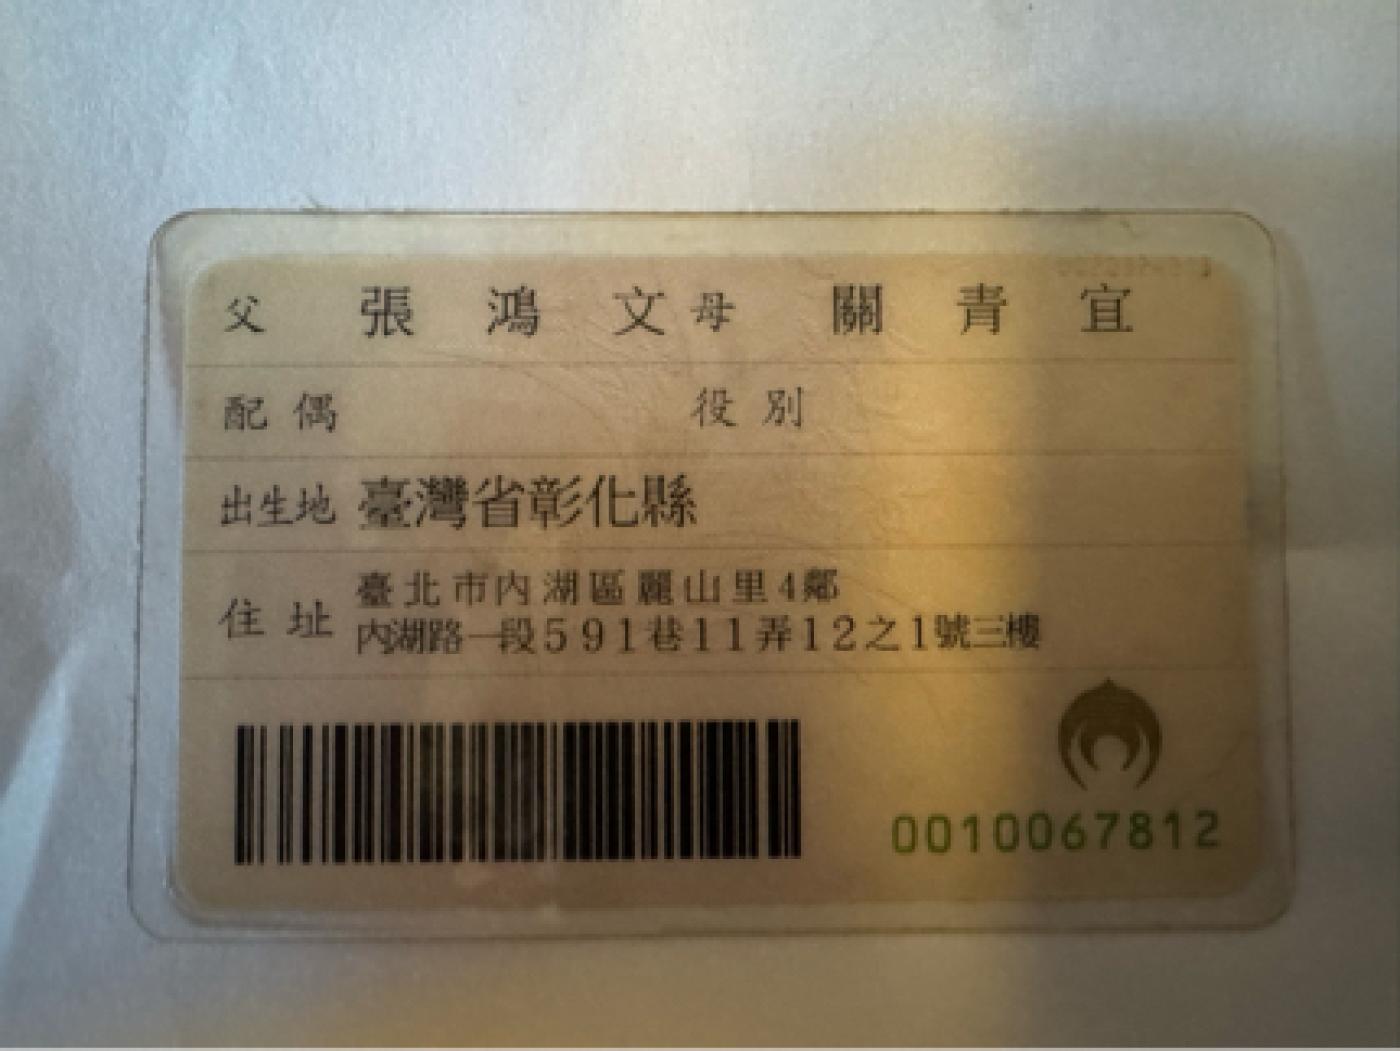 父 張 鴻 文 母 關 青 宜
配偶 役別
出生地 臺灣省彰化縣
住址 臺北市內湖區麗山里4鄰
內湖路一段591巷11弄12之1號三樓
0010067812